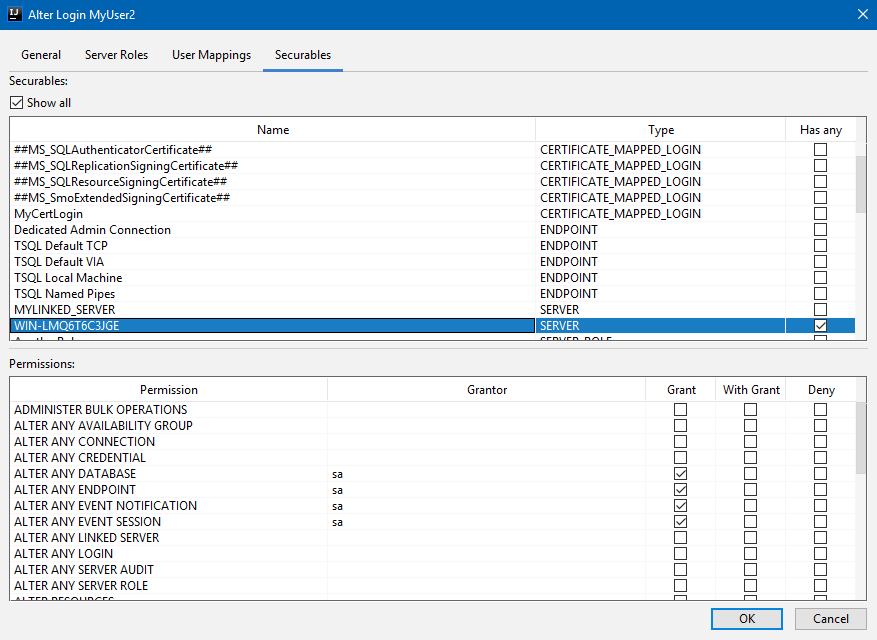 IJ Alter Login MyUser2
General Server Roles User Mappings Securables
Securables:
Show all
Name Type Has any
##MS_SQLAuthenticatorCertificate## CERTIFICATE_MAPPED_LOGIN
##MS_SQLReplicationSigningCertificate## CERTIFICATE_MAPPED_LOGIN
##MS_SQLResourceSigningCertificate## CERTIFICATE_MAPPED_LOGIN
##MS_SmoExtendedSigningCertificate## CERTIFICATE_MAPPED_LOGIN
MyCertLogin CERTIFICATE_MAPPED_LOGIN
Dedicated Admin Connection ENDPOINT
TSQL Default TCP ENDPOINT
TSQL Default VIA ENDPOINT
TSQL Local Machine ENDPOINT
TSQL Named Pipes ENDPOINT
MYLINKED_SERVER SERVER
WIN-LMQ6T6C3JGE SERVER
SERVER_ROLE
Permissions:
Permission Grantor Grant With Grant Deny
ADMINISTER BULK OPERATIONS
ALTER ANY AVAILABILITY GROUP
ALTER ANY CONNECTION
ALTER ANY CREDENTIAL
ALTER ANY DATABASE sa
ALTER ANY ENDPOINT sa
ALTER ANY EVENT NOTIFICATION sa
ALTER ANY EVENT SESSION sa
ALTER ANY LINKED SERVER
ALTER ANY LOGIN
ALTER ANY SERVER AUDIT
ALTER ANY SERVER ROLE
ALTER RESOURCES
OK Cancel